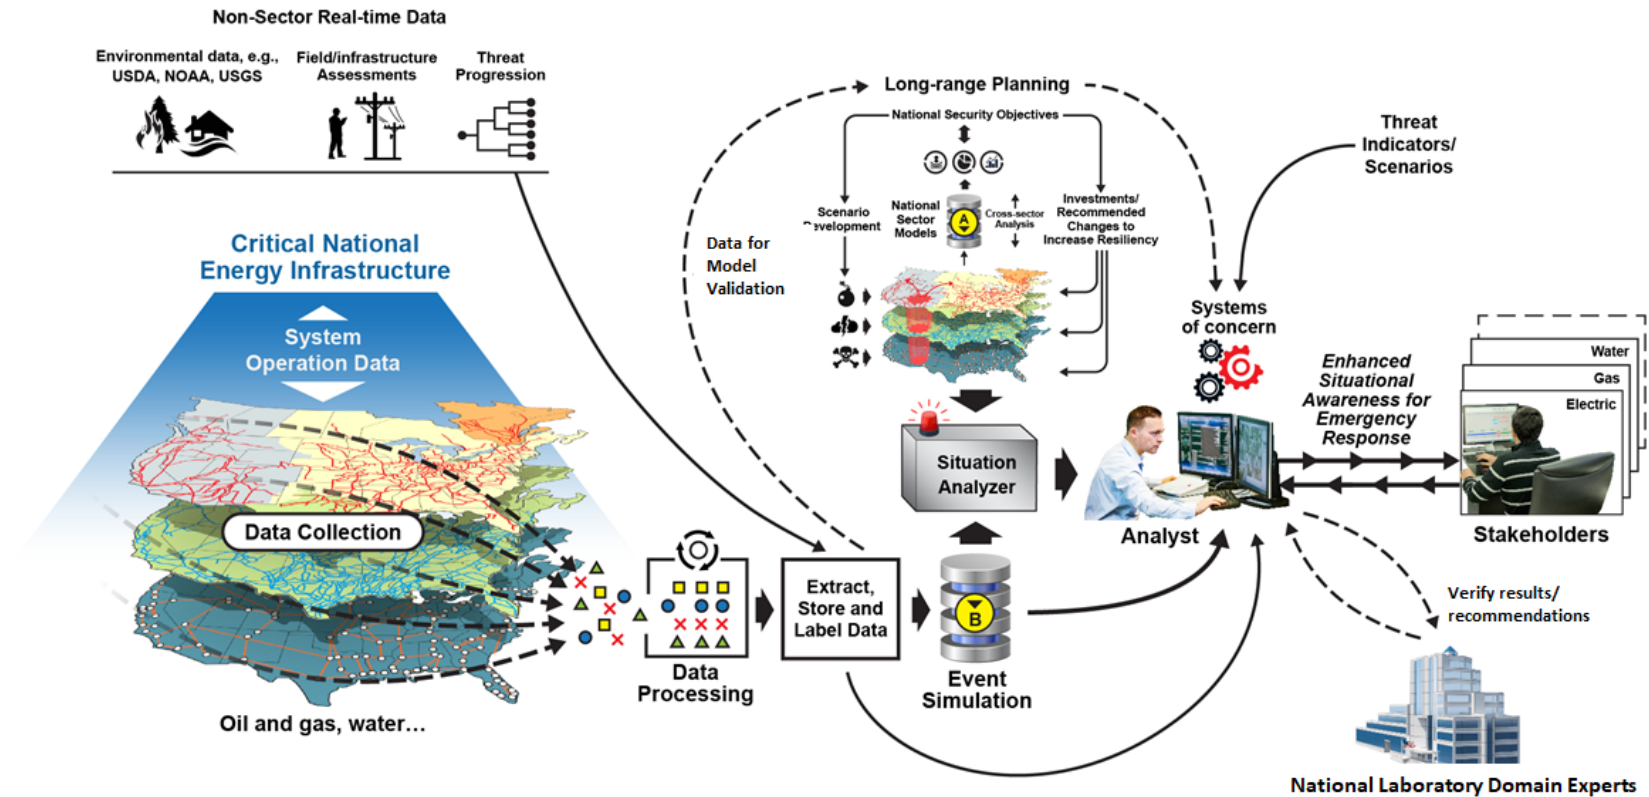 Non-Sector Real-time Data
Environmental data, e.g.,
USDA, NOAA, USGS
Field/infrastructure
Assessments
Threat
Progression
Critical National
Energy Infrastructure
System
Operation Data
Data Collection
Oil and gas, water...
Data
Processing
Extract,
Store and
Label Data
Data for
Model
Validation
Long-range Planning
National Security Objectives
Scenario
National
Sector
Models
A
Cross-sector
Analysis
Investments/
Recommended
Changes to
Increase Resiliency
Situation
Analyzer
B
Event
Simulation
Threat
Indicators/
Scenarios
Systems
of concern
Analyst
Enhanced
Situational
Awareness for
Emergency
Response
Water
Gas
Electric
Stakeholders
Verify results/
recommendations
National Laboratory Domain Experts